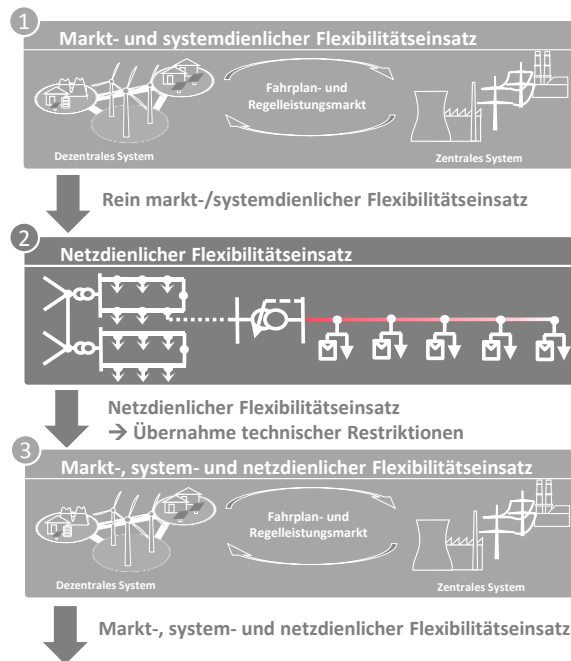 1
Markt- und systemdienlicher Flexibilitätseinsatz
Fahrplan- und
Regelleistungsmarkt
Dezentrales System
Zentrales System
Rein markt-/systemdienlicher Flexibilitätseinsatz
2
Netzdienlicher Flexibilitätseinsatz
Netzdienlicher Flexibilitätseinsatz
→ Übernahme technischer Restriktionen
3
Markt-, system- und netzdienlicher Flexibilitätseinsatz
Fahrplan- und
Regelleistungsmarkt
Dezentrales System
Zentrales System
Markt-, system- und netzdienlicher Flexibilitätseinsatz